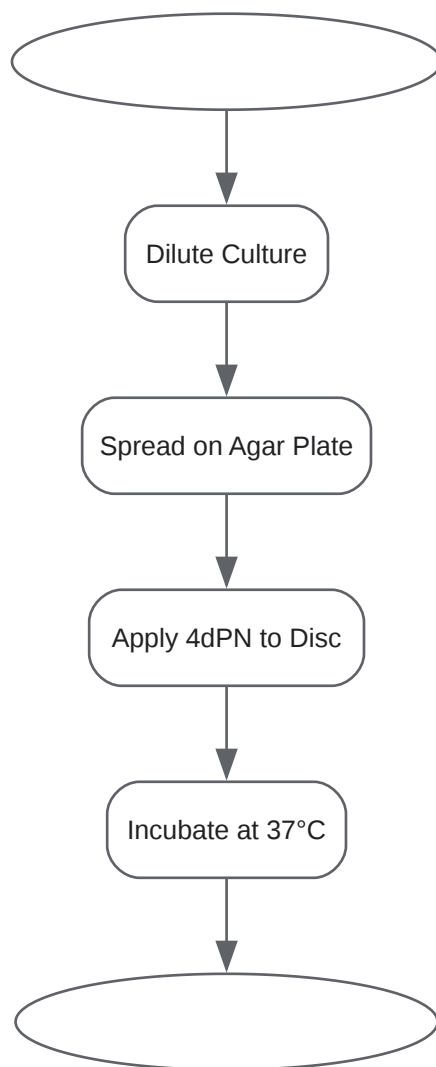 Dilute Culture
Spread on Agar Plate
Apply 4dPN to Disc
Incubate at 37°C